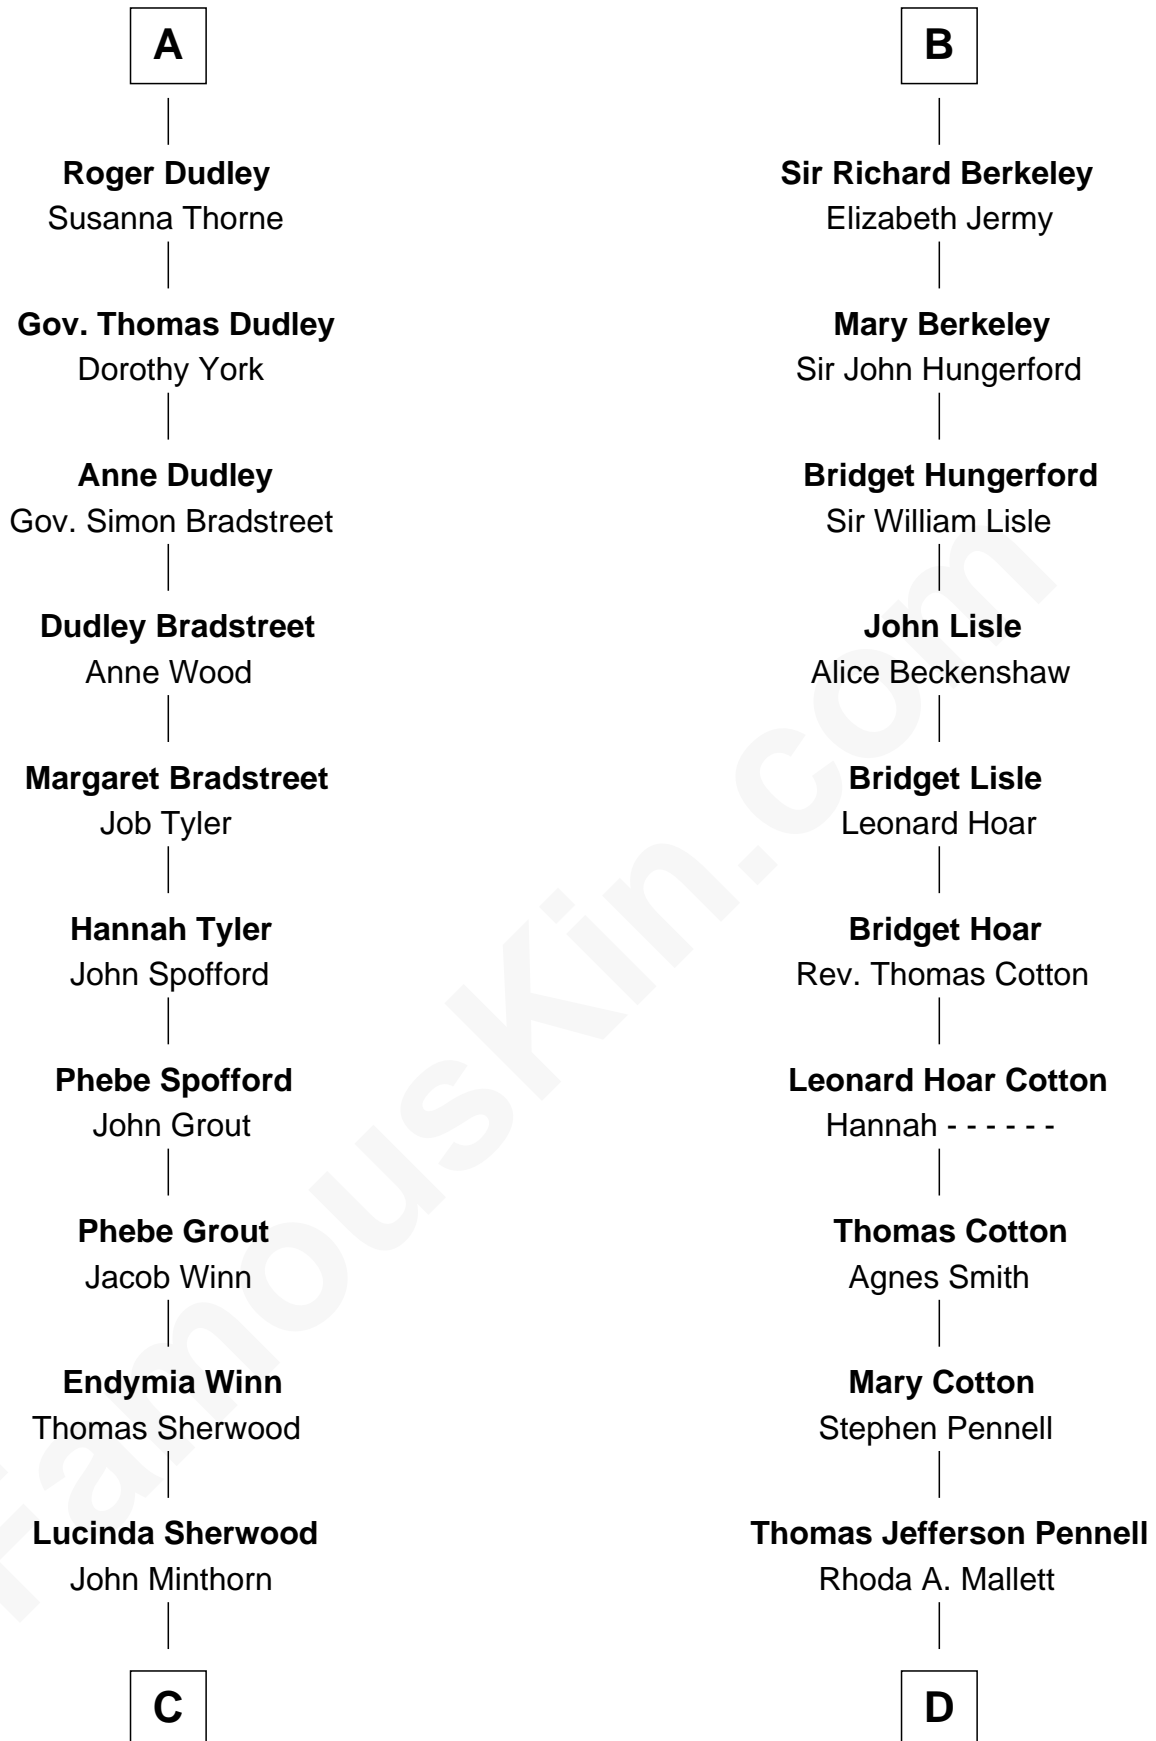 A
Roger Dudley
Susanna Thorne
Gov. Thomas Dudley
Dorothy York
Anne Dudley
Gov. Simon Bradstreet
Dudley Bradstreet
Anne Wood
Margaret Bradstreet
Job Tyler
Hannah Tyler
John Spofford
Phebe Spofford
John Grout
Phebe Grout
Jacob Winn
Endymia Winn
Thomas Sherwood
Lucinda Sherwood
John Minthorn
C
B
Sir Richard Berkeley
Elizabeth Jermy
Mary Berkeley
Sir John Hungerford
Bridget Hungerford
Sir William Lisle
John Lisle
Alice Beckenshaw
Bridget Lisle
Leonard Hoar
Bridget Hoar
Rev. Thomas Cotton
Leonard Hoar Cotton
Hannah - - - - - -
Thomas Cotton
Agnes Smith
Mary Cotton
Stephen Pennell
Thomas Jefferson Pennell
Rhoda A. Mallett
D
FamousKin.com